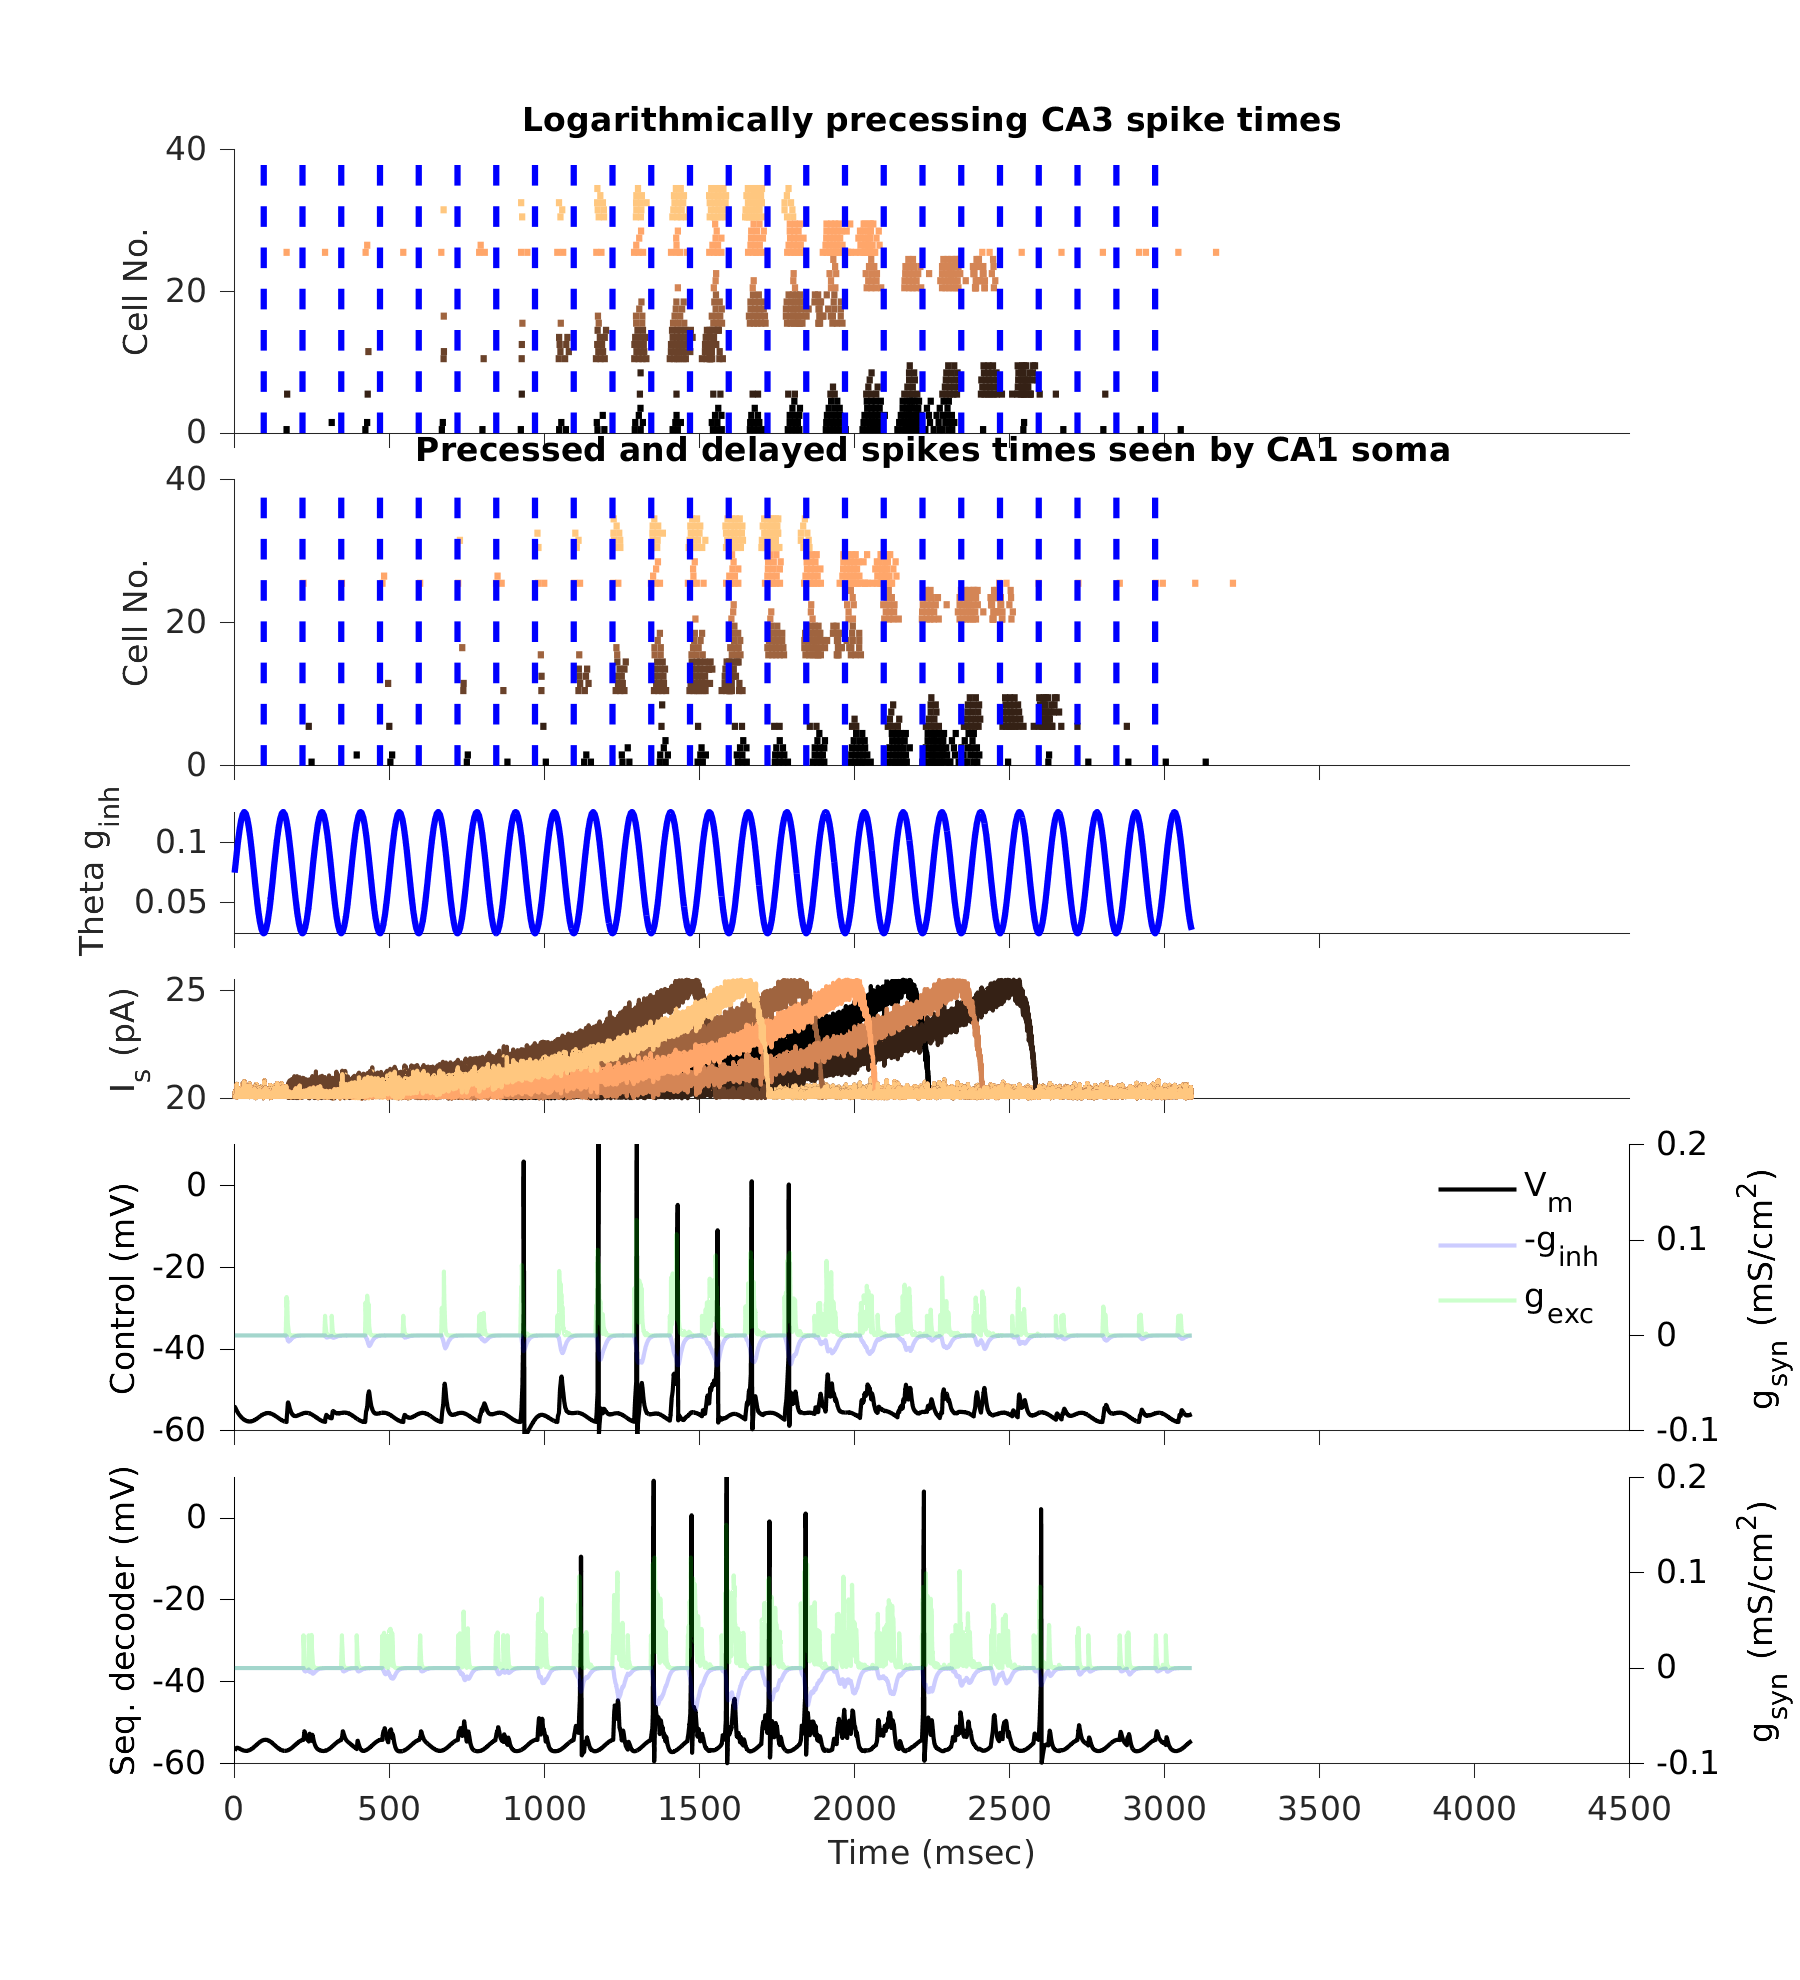 Logarithmically precessing CA3 spike times
40
20
0
Cell No.
Precessed and delayed spikes times seen by CA1 soma
40
20
0
Cell No.
0.1
0.05
Theta g_inh
25
20
I_s (pA)
0
-20
-40
-60
Control (mV)
V_m
-g_inh
g_exc
0.2
0.1
0
-0.1
g_syn (mS/cm^2)
0
-20
-40
-60
Seq. decoder (mV)
0.2
0.1
0
-0.1
g_syn (mS/cm^2)
0 500 1000 1500 2000 2500 3000 3500 4000 4500
Time (msec)